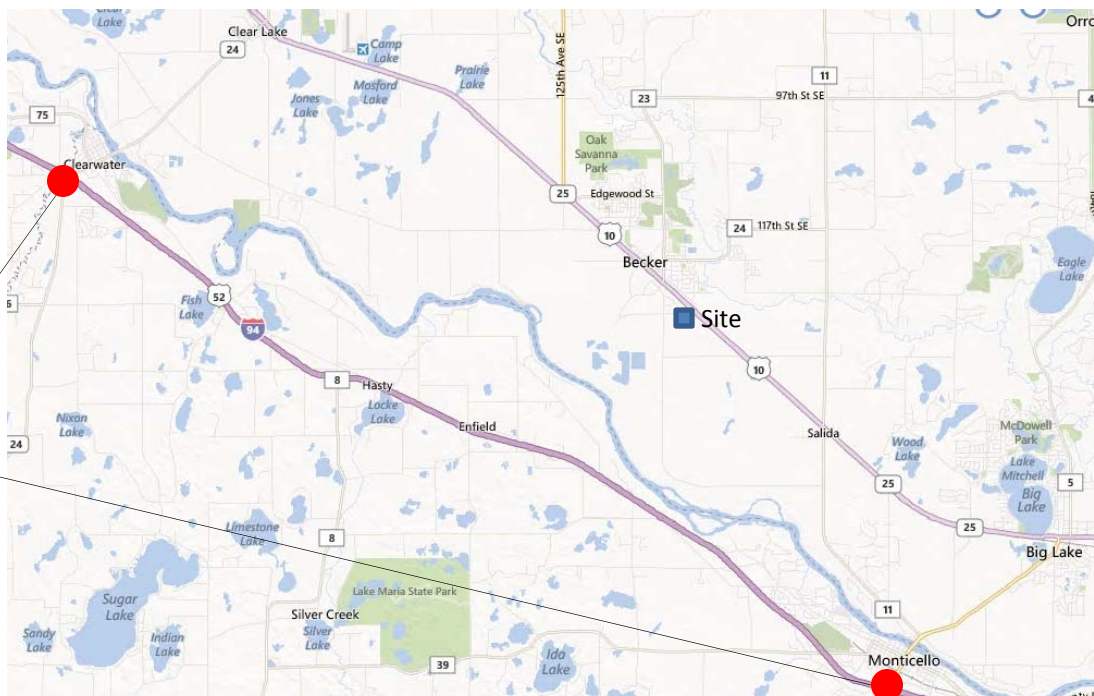 Clear
Lake
Clear Lake
Orro
24
Camp
Lake
Prairie
Lake
Mosford
Lake
Jones
Lake
125th Ave SE
11
97th St SE
4
23
75
Clearwater
Oak
Savanna
Park
Edgewood St
25
10
24
117th St SE
Becker
Eagle
Lake
6
52
Fish
Lake
94
Site
10
8
Hasty
Locke
Lake
Nixon
Lake
Enfield
24
Salida
McDowell
Park
Wood
Lake
Lake
Mitchell
5
25
Big
Lake
25
Limestone
Lake
8
Big Lake
Lake Maria State Park
Sugar
Lake
11
Silver Creek
Sandy
Lake
Indian
Lake
Silver
Lake
39
Ida
Lake
Monticello